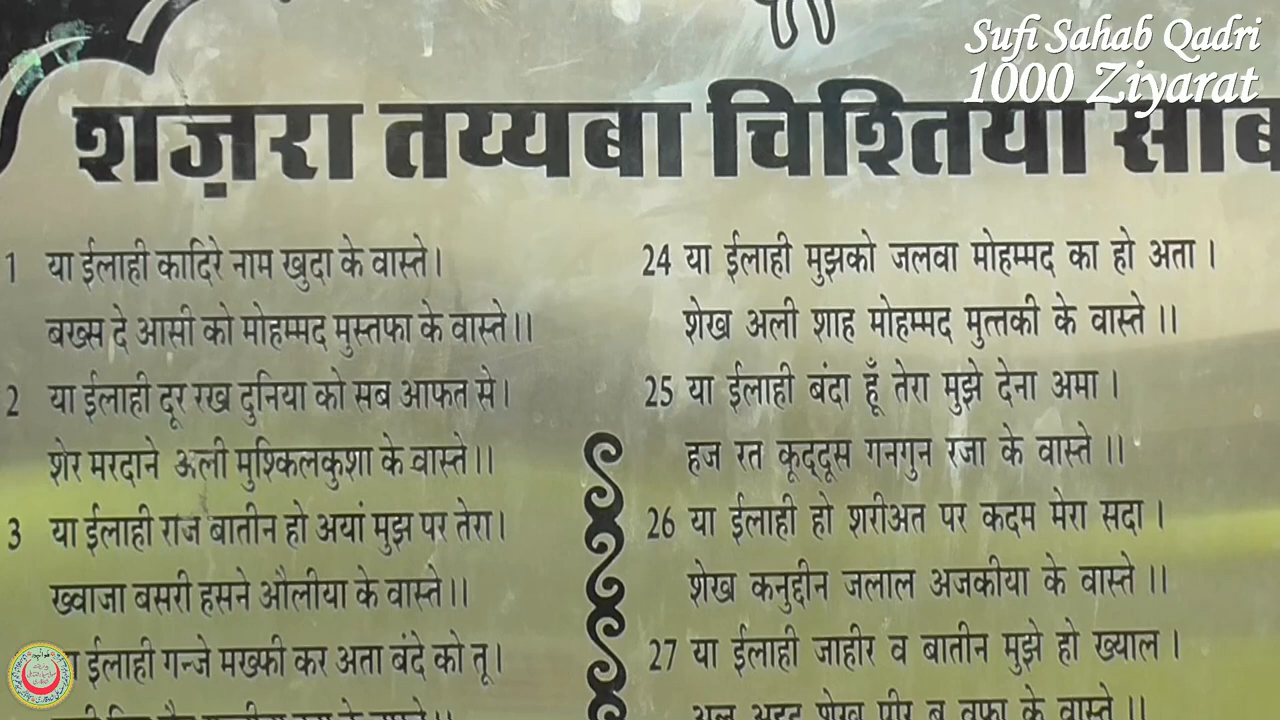 Sufi Sahab Qadri
1000 Ziyarat
शज़रा तय्यबा चिश्तिया साब
1 या ईलाही कादिरे नाम खुदा के वास्ते।
बख्स दे आसी को मोहम्मद मुस्तफा के वास्ते।।
2 या ईलाही दूर रख दुनिया को सब आफत से।
शेर मरदाने ऊली मुश्किलकुशा के वास्ते।।
3 या ईलाही राज बातीन हो अयां मुझ पर तेरा।
ख्वाजा बसरी हसने औलीया के वास्ते।।
ईलाही गन्जे मख्फी कर अता बंदे को तू।
के वास्ते।।
24 या ईलाही मुझको जलवा मोहम्मद का हो अता ।
शेख अली शाह मोहम्मद मुत्तकी के वास्ते ।।
25 या ईलाही बंदा हूँ तेरा मुझे देना अमा ।
हज रत कूद्दूस गनगुन रजा के वास्ते ।।
26 या ईलाही हो शरीअत पर कदम मेरा सदा ।
शेख कनुद्दीन जलाल अजकीया के वास्ते ।।
27 या ईलाही जाहीर व बातीन मुझे हो ख्याल ।
शेख पीर ब वफा के वास्ते ।।